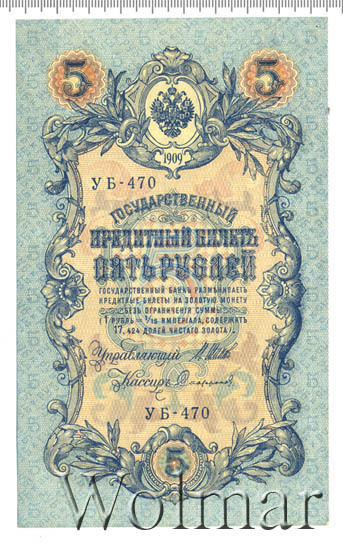 5 5
1909
УБ-470
ГОСУДАРСТВЕННЫЙ
КРЕДИТНЫЙ БИЛЕТЪ
ПЯТЬ РУБЛЕЙ
ГОСУДАРСТВЕННЫЙ БАНКЪ РАЗМѢНИВАЕТЪ
КРЕДИТНЫЕ БИЛЕТЫ НА ЗОЛОТУЮ МОНЕТУ
БЕЗЪ ОГРАНИЧЕНІЯ СУММЫ
(1 РУБЛЬ = 1/15 ИМПЕРІАЛА, СОДЕРЖИТЪ
17,424 ДОЛЕЙ ЧИСТАГО ЗОЛОТА).
Управляющій
Кассиръ
УБ-470
5
Wolmar